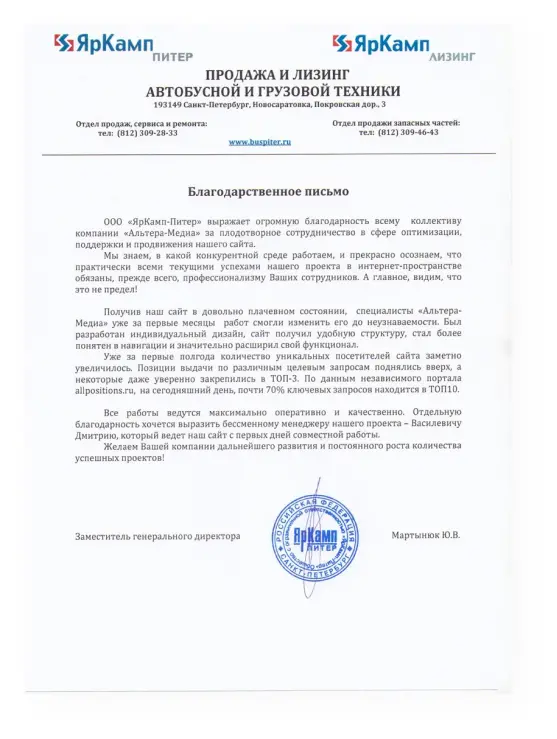 ЯрКамп ЯрКамп
ПИТЕР ЛИЗИНГ
ПРОДАЖА И ЛИЗИНГ
АВТОБУСНОЙ И ГРУЗОВОЙ ТЕХНИКИ
193149 Санкт-Петербург, Новосаратовка, Покровская дор., 3
Отдел продаж, сервиса и ремонта: Отдел продажи запасных частей:
тел: (812) 309-28-33 тел: (812) 309-46-43
www.buspiter.ru
Благодарственное письмо
ООО «ЯрКамп-Питер» выражает огромную благодарность всему коллективу
компании «Альтера-Медиа» за плодотворное сотрудничество в сфере оптимизации,
поддержки и продвижения нашего сайта.
Мы знаем, в какой конкурентной среде работаем, и прекрасно осознаем, что
практически всеми текущими успехами нашего проекта в интернет-пространстве
обязаны, прежде всего, профессионализму Ваших сотрудников. А главное, видим, что
это не предел!
Получив наш сайт в довольно плачевном состоянии, специалисты «Альтера-
Медиа» уже за первые месяцы работ смогли изменить его до неузнаваемости. Был
разработан индивидуальный дизайн, сайт получил удобную структуру, стал более
понятен в навигации и значительно расширил свой функционал.
Уже за первые полгода количество уникальных посетителей сайта заметно
увеличилось. Позиции выдачи по различным целевым запросам поднялись вверх, а
некоторые даже уверенно закрепились в ТОП-3. По данным независимого портала
allpositions.ru, на сегодняшний день, почти 70% ключевых запросов находится в ТОП10.
Все работы ведутся максимально оперативно и качественно. Отдельную
благодарность хочется выразить бессменному менеджеру нашего проекта – Василевичу
Дмитрию, который ведет наш сайт с первых дней совместной работы.
Желаем Вашей компании дальнейшего развития и постоянного роста количества
успешных проектов!
Заместитель генерального директора Мартынюк Ю.В.
РОССИЙСКАЯ ФЕДЕРАЦИЯ
ЯрКамп
ПИТЕР
САНКТ-ПЕТЕРБУРГ